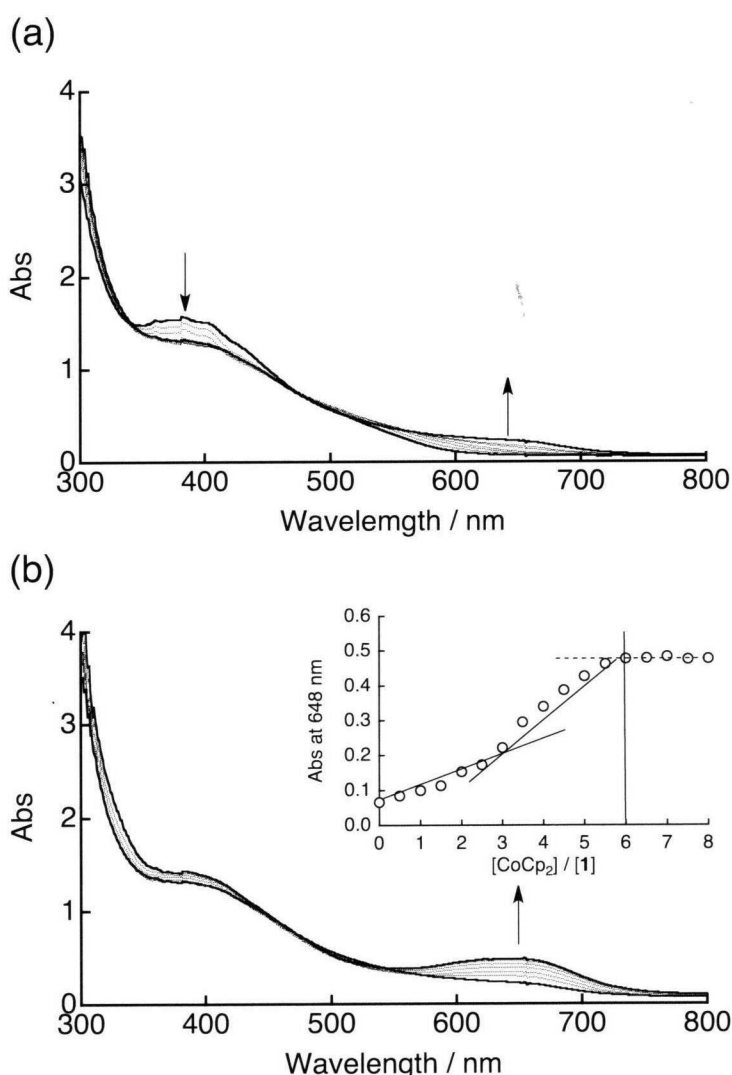 (a)
4
3
2
1
0
Abs
300 400 500 600 700 800
Wavelemgth / nm
(b)
4
3
2
1
0
Abs
0.6
0.5
0.4
0.3
0.2
0.1
0.0
Abs at 648 nm
0 1 2 3 4 5 6 7 8
[CoCp₂] / [1]
300 400 500 600 700 800
Wavelength / nm